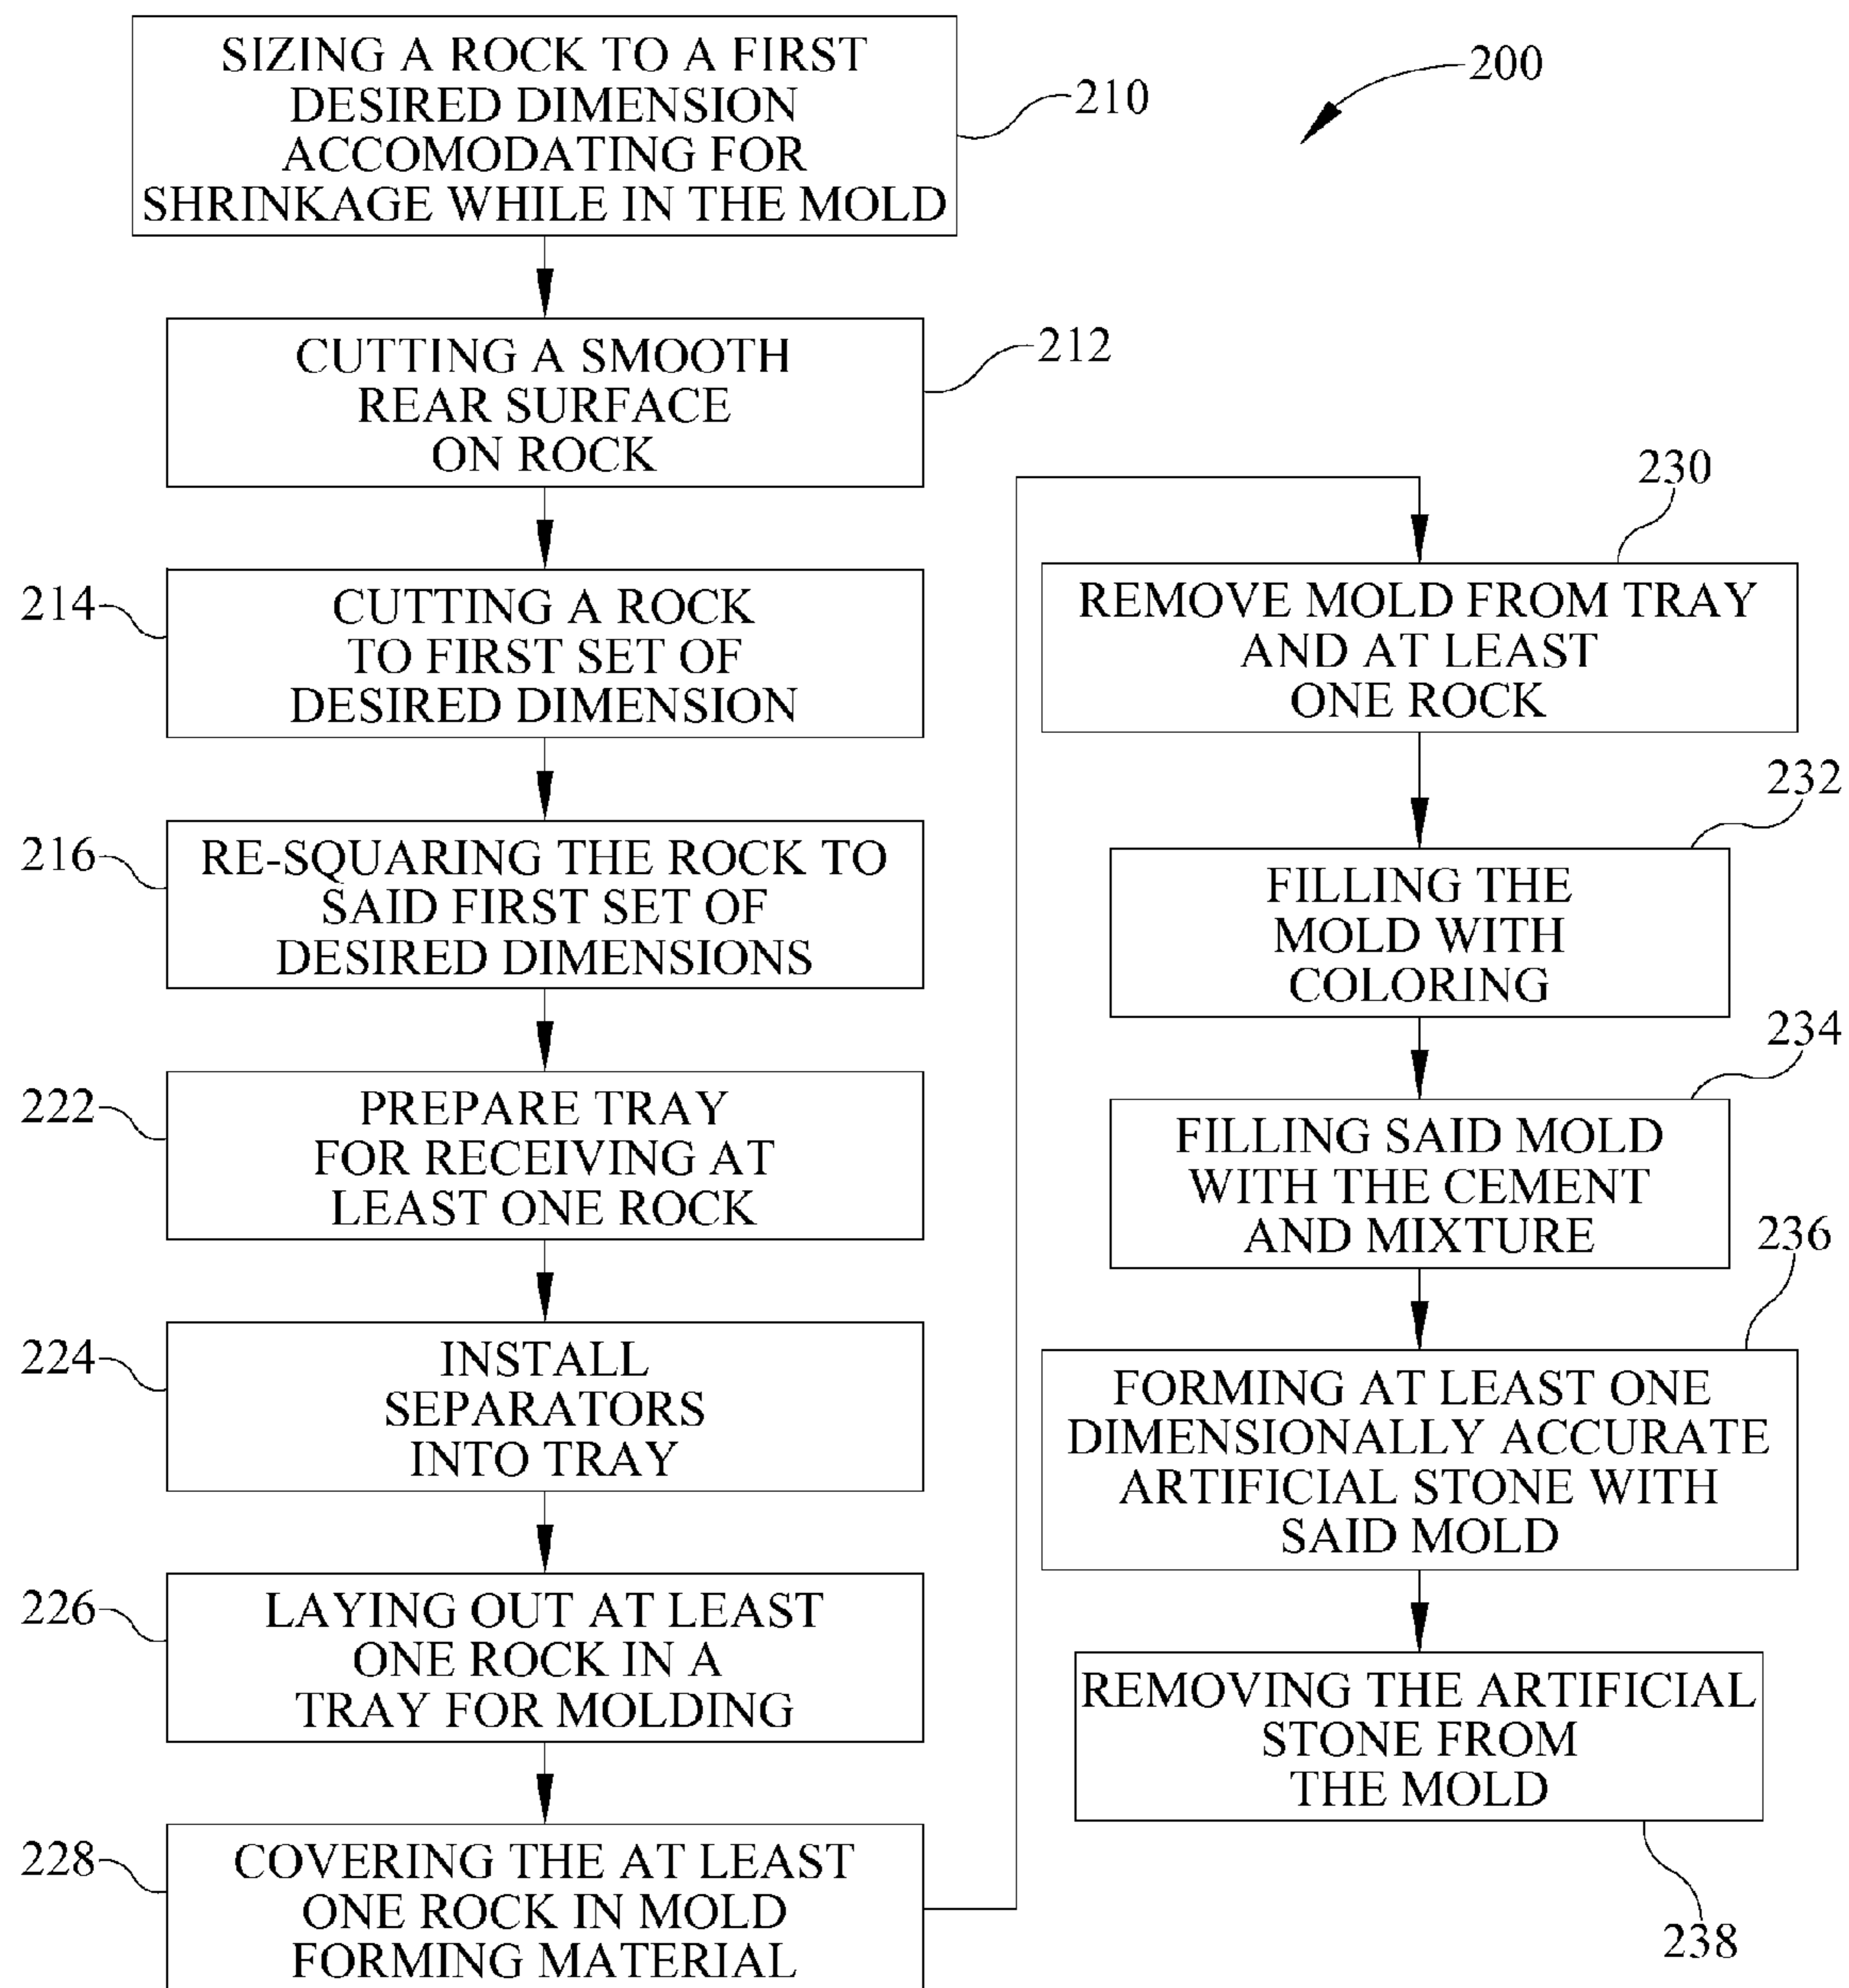 SIZING A ROCK TO A FIRST
DESIRED DIMENSION
ACCOMODATING FOR
SHRINKAGE WHILE IN THE MOLD
210
200
CUTTING A SMOOTH
REAR SURFACE
ON ROCK
212
214
CUTTING A ROCK
TO FIRST SET OF
DESIRED DIMENSION
216
RE-SQUARING THE ROCK TO
SAID FIRST SET OF
DESIRED DIMENSIONS
222
PREPARE TRAY
FOR RECEIVING AT
LEAST ONE ROCK
224
INSTALL
SEPARATORS
INTO TRAY
226
LAYING OUT AT LEAST
ONE ROCK IN A
TRAY FOR MOLDING
228
COVERING THE AT LEAST
ONE ROCK IN MOLD
FORMING MATERIAL
230
REMOVE MOLD FROM TRAY
AND AT LEAST
ONE ROCK
232
FILLING THE
MOLD WITH
COLORING
234
FILLING SAID MOLD
WITH THE CEMENT
AND MIXTURE
236
FORMING AT LEAST ONE
DIMENSIONALLY ACCURATE
ARTIFICIAL STONE WITH
SAID MOLD
REMOVING THE ARTIFICIAL
STONE FROM
THE MOLD
238